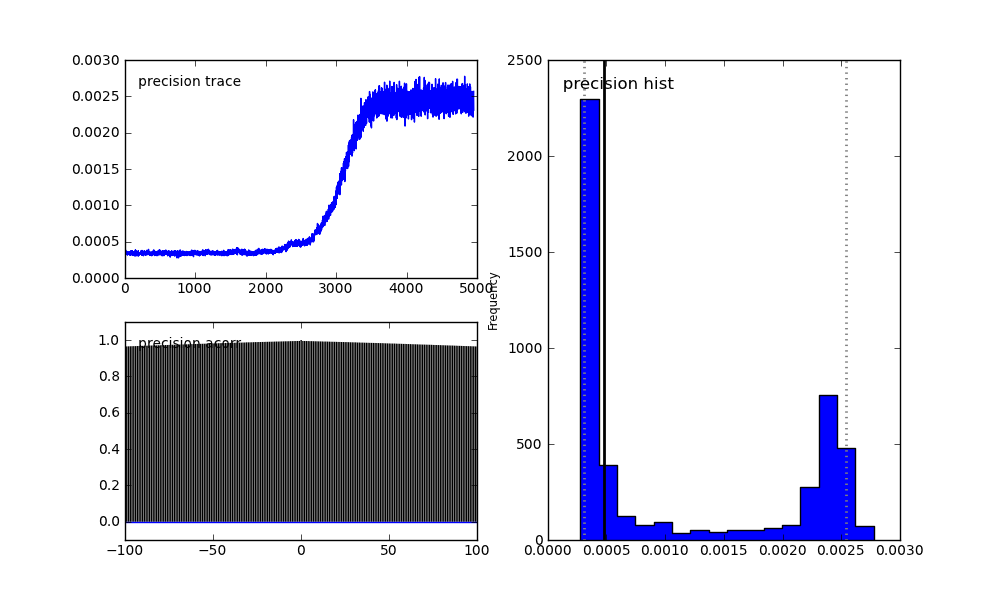 precision trace
0.0030
0.0025
0.0020
0.0015
0.0010
0.0005
0.0000
0 1000 2000 3000 4000 5000
precision acorr
1.0
0.8
0.6
0.4
0.2
0.0
−100 −50 0 50 100
precision hist
Frequency
2500
2000
1500
1000
500
0
0.0000 0.0005 0.0010 0.0015 0.0020 0.0025 0.0030